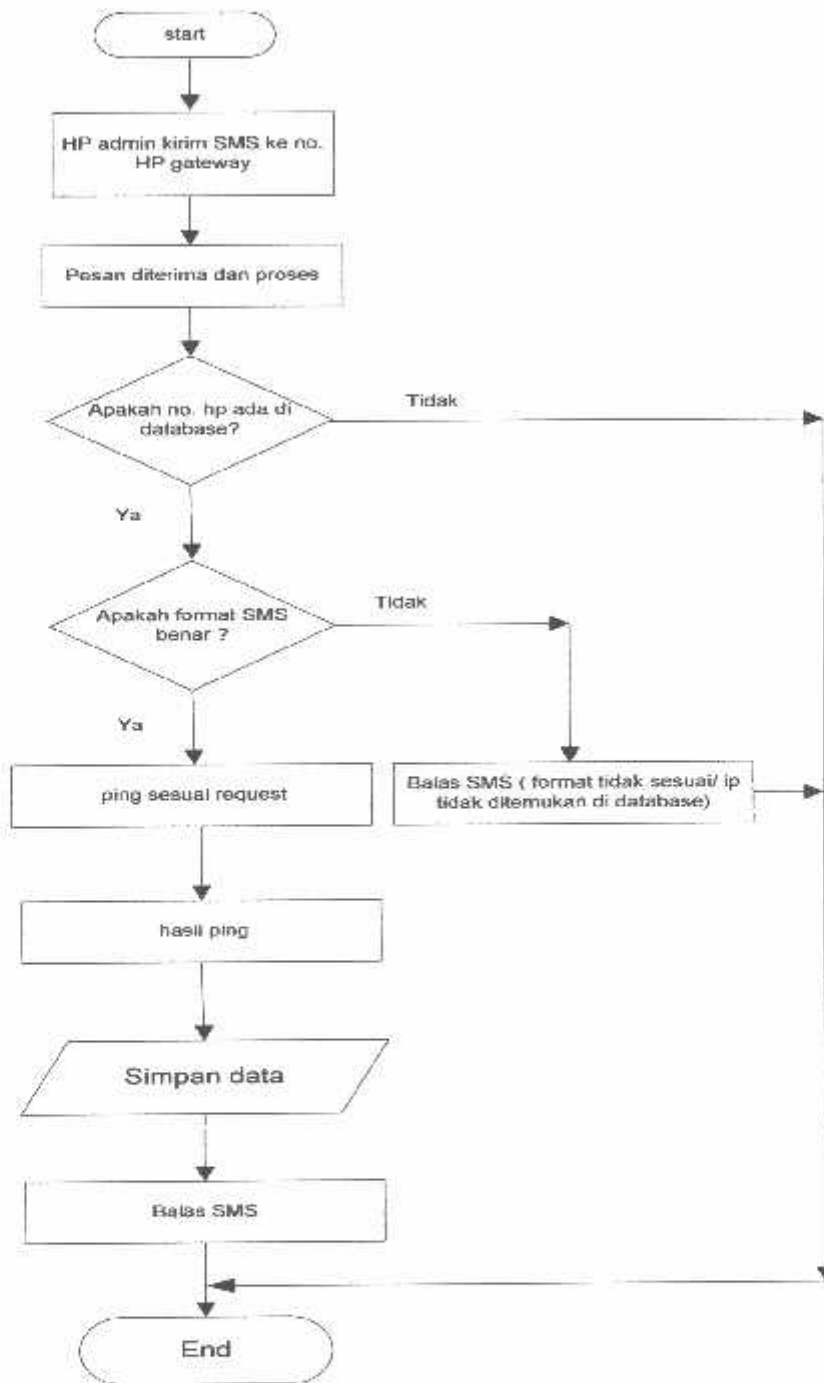 start
HP admin kirim SMS ke no.
HP gateway
Pesan diterima dan proses
Apakah no. hp ada di
database?
Tidak
Ya
Apakah format SMS
benar ?
Tidak
Ya
ping sesuai request
Balas SMS ( format tidak sesuai/ ip
tidak ditemukan di database)
hasil ping
Simpan data
Balas SMS
End